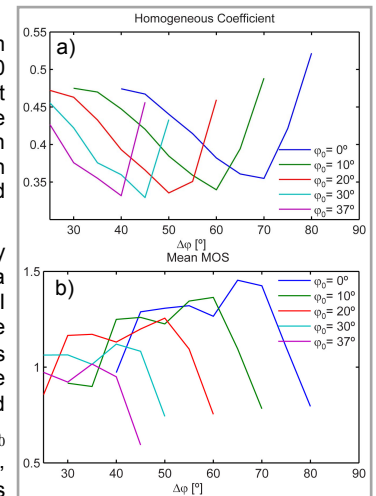 Homogeneous Coefficient
a)
0.55
0.5
0.45
0.4
0.35
φ0= 0º
φ0= 10º
φ0= 20º
φ0= 30º
φ0= 37º
20 30 40 50 60 70 80 90
Δφ [º]
Mean MOS
b)
1.5
1
0.5
φ0= 0º
φ0= 10º
φ0= 20º
φ0= 30º
φ0= 37º
30 40 50 60 70 80 90
Δφ [º]